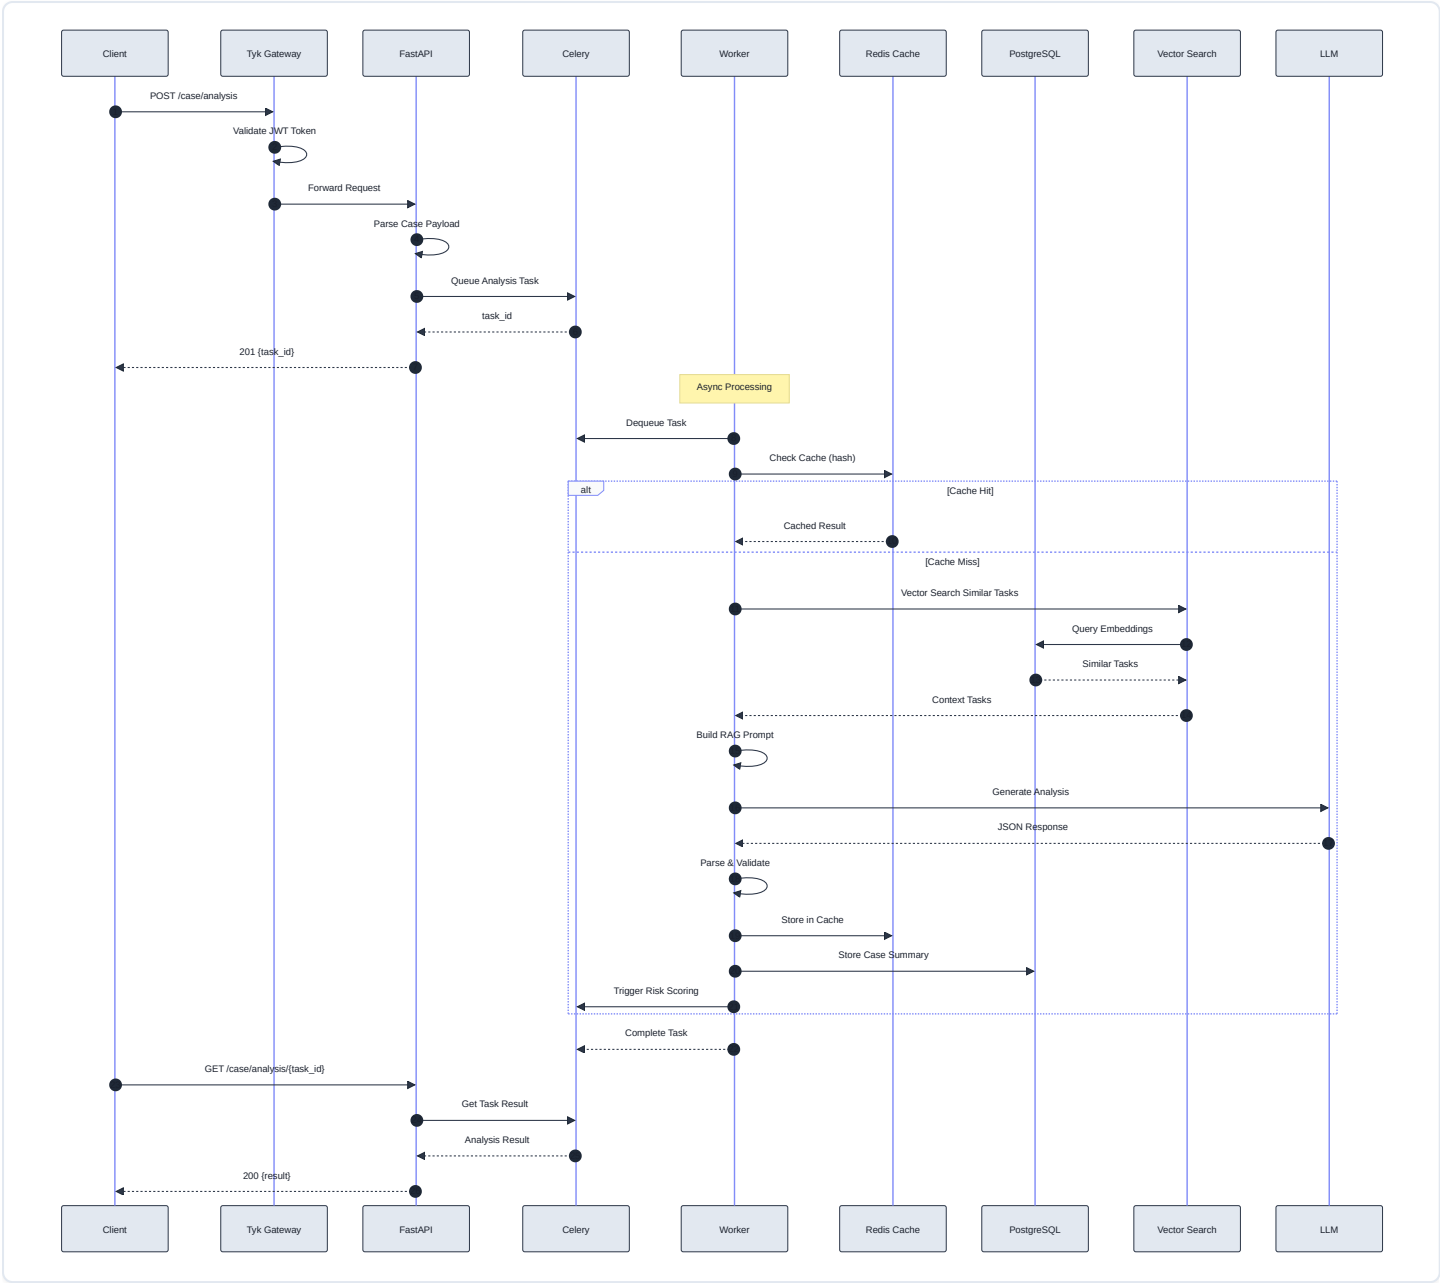 Client
Tyk Gateway
FastAPI
Celery
Worker
Redis Cache
PostgreSQL
Vector Search
LLM
POST /case/analysis
Validate JWT Token
Forward Request
Parse Case Payload
Queue Analysis Task
task_id
201 {task_id}
Async Processing
Dequeue Task
Check Cache (hash)
alt
[Cache Hit]
Cached Result
[Cache Miss]
Vector Search Similar Tasks
Query Embeddings
Similar Tasks
Context Tasks
Build RAG Prompt
Generate Analysis
JSON Response
Parse & Validate
Store in Cache
Store Case Summary
Trigger Risk Scoring
Complete Task
GET /case/analysis/{task_id}
Get Task Result
Analysis Result
200 {result}
Client
Tyk Gateway
FastAPI
Celery
Worker
Redis Cache
PostgreSQL
Vector Search
LLM